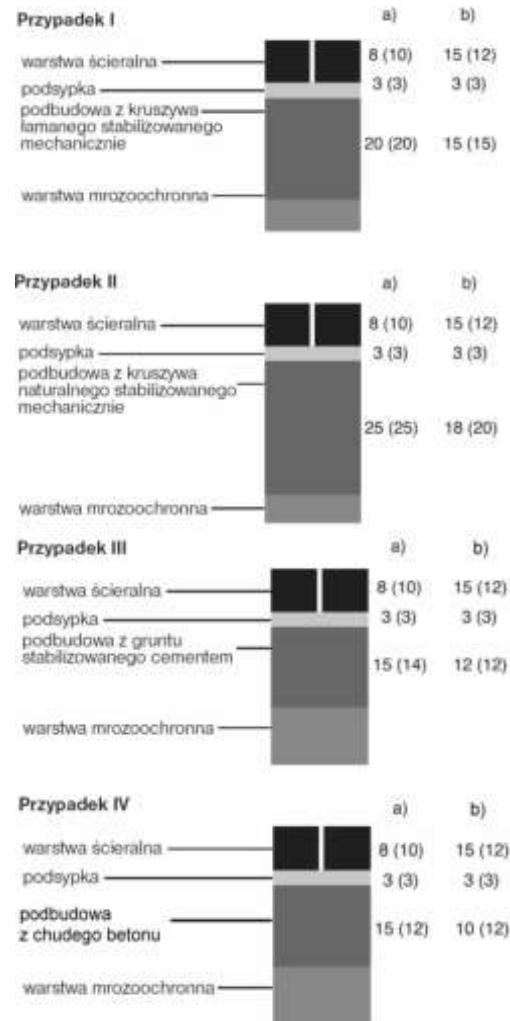 Przypadek I a) b)
warstwa ścieralna 8 (10) 15 (12)
podsypka 3 (3) 3 (3)
podbudowa z kruszywa
łamanego stabilizowanego
mechanicznie 20 (20) 15 (15)
warstwa mrozoochronna
Przypadek II a) b)
warstwa ścieralna 8 (10) 15 (12)
podsypka 3 (3) 3 (3)
podbudowa z kruszywa
naturalnego stabilizowanego
mechanicznie
25 (25) 18 (20)
warstwa mrozoochronna
Przypadek III a) b)
warstwa ścieralna 8 (10) 15 (12)
podsypka 3 (3) 3 (3)
podbudowa z gruntu
stabilizowanego cementem
15 (14) 12 (12)
warstwa mrozoochronna
Przypadek IV a) b)
warstwa ścieralna 8 (10) 15 (12)
podsypka 3 (3) 3 (3)
podbudowa
z chudego betonu 15 (12) 10 (12)
warstwa mrozoochronna